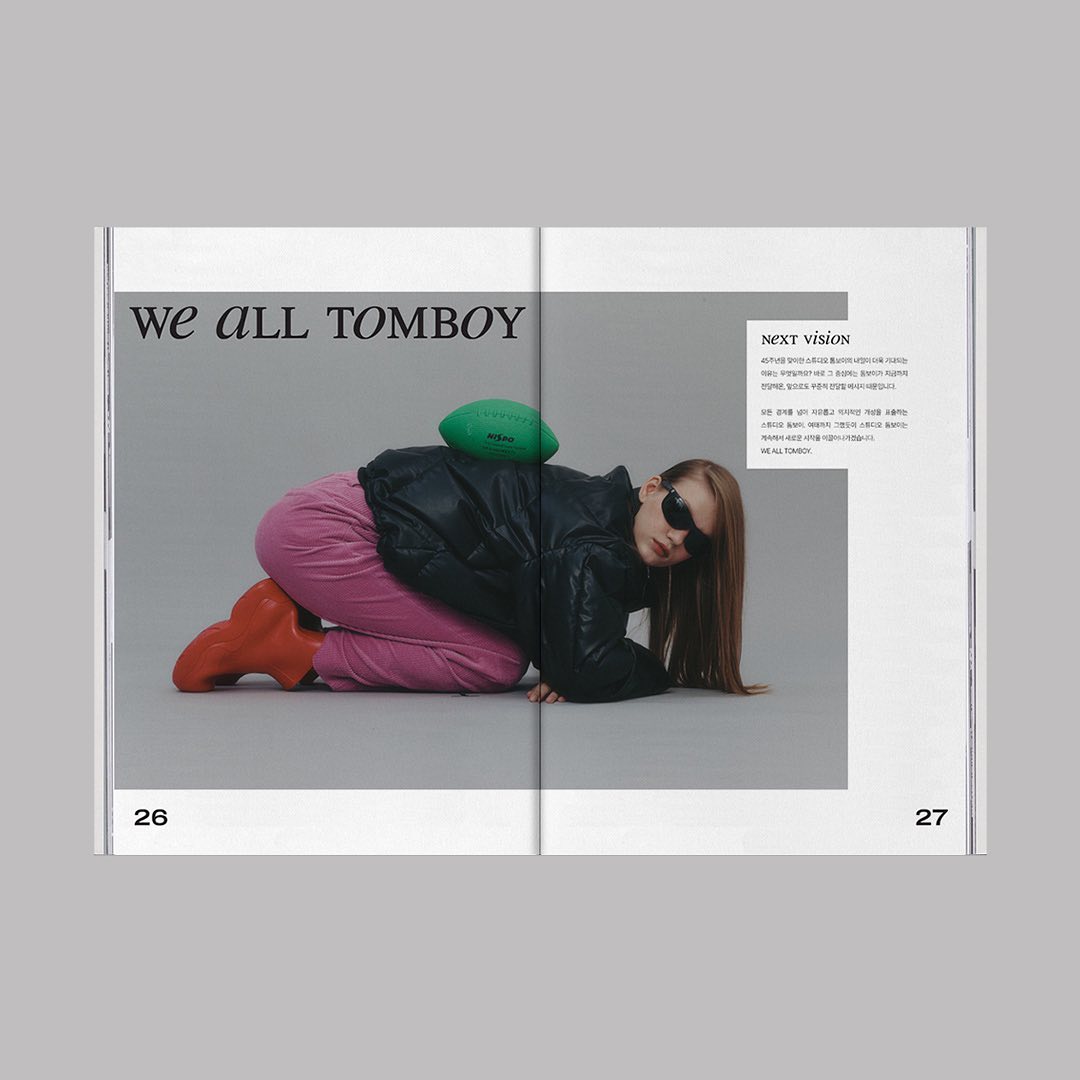 We aLL TOMBOY
NeXT VisioN
45주년을 맞이한 스튜디오 톰보이의 내일이 더욱 기대되는
이유는 무엇일까요? 바로 그 중심에는 톰보이가 지금까지
전달해온, 앞으로도 꾸준히 전달할 메시지 때문입니다.
모든 경계를 넘어 자유롭고 독자적인 개성을 표출하는
스튜디오 톰보이. 여태까지 그랬듯이 스튜디오 톰보이는
계속해서 새로운 시작을 이끌어나가겠습니다.
WE ALL TOMBOY.
NISPO
26
27